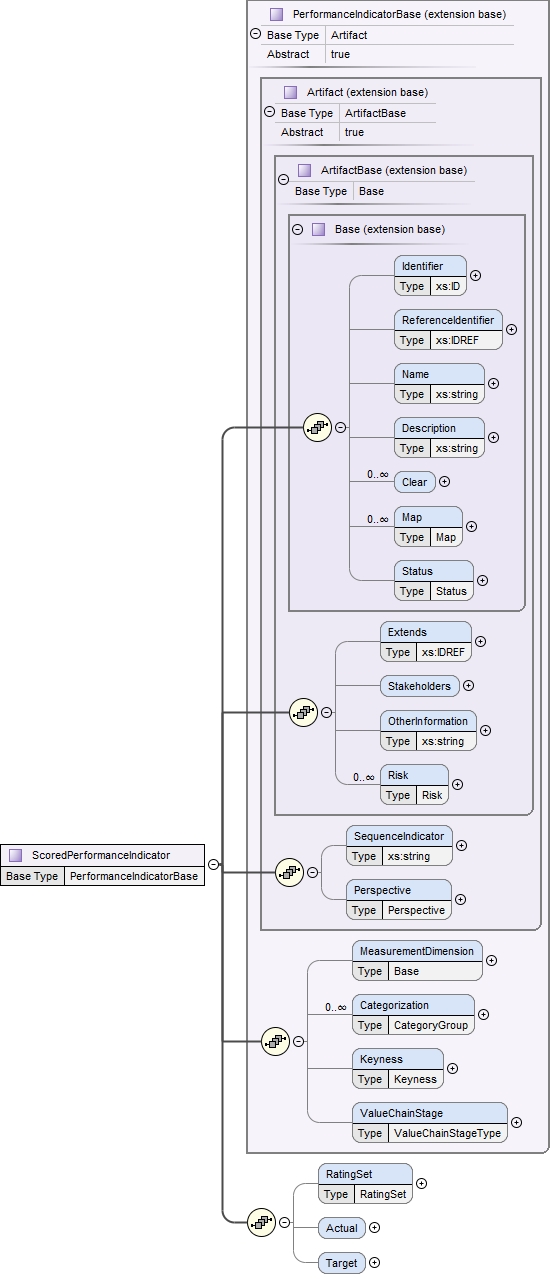 PerformanceIndicatorBase (extension base)
Base Type Artifact
Abstract true
Artifact (extension base)
Base Type ArtifactBase
Abstract true
ArtifactBase (extension base)
Base Type Base
Base (extension base)
Identifier
Type xs:ID
ReferenceIdentifier
Type xs:IDREF
Name
Type xs:string
Description
Type xs:string
0..∞
Clear
0..∞
Map
Type Map
Status
Type Status
Extends
Type xs:IDREF
Stakeholders
OtherInformation
Type xs:string
0..∞
Risk
Type Risk
SequenceIndicator
Type xs:string
ScoredPerformanceIndicator
Base Type PerformanceIndicatorBase
Perspective
Type Perspective
MeasurementDimension
Type Base
0..∞
Categorization
Type CategoryGroup
Keyness
Type Keyness
ValueChainStage
Type ValueChainStageType
RatingSet
Type RatingSet
Actual
Target